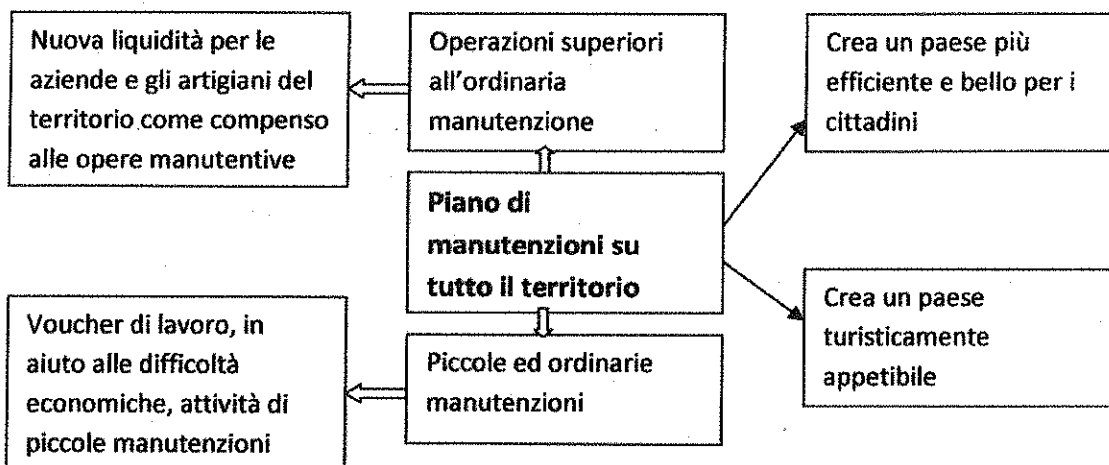 Nuova liquidità per le
aziende e gli artigiani del
territorio come compenso
alle opere manutentive
Operazioni superiori
all'ordinaria
manutenzione
Crea un paese più
efficiente e bello per i
cittadini
Piano di
manutenzioni su
tutto il territorio
Voucher di lavoro, in
aiuto alle difficoltà
economiche, attività di
piccole manutenzioni
Piccole ed ordinarie
manutenzioni
Crea un paese
turisticamente
appetibile